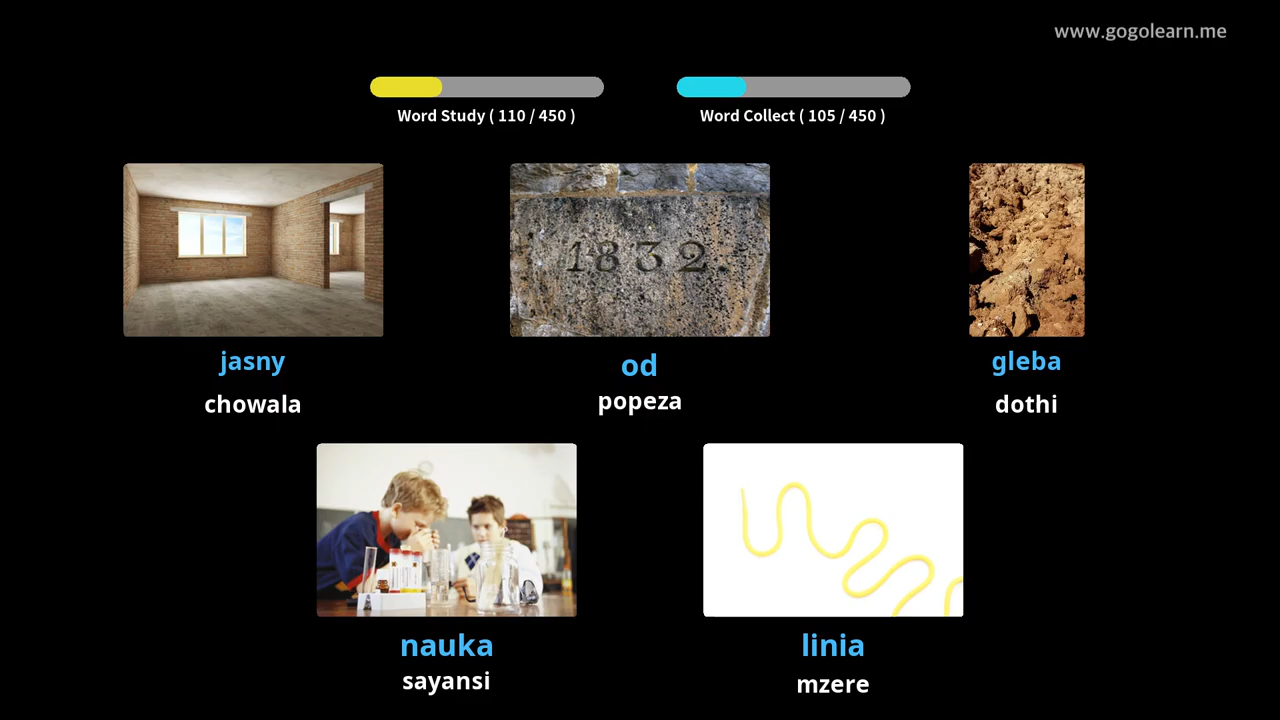 www.gogolearn.me
Word Study ( 110 / 450 )
Word Collect ( 105 / 450 )
1832.
jasny
chowala
od
popeza
gleba
dothi
nauka
sayansi
linia
mzere